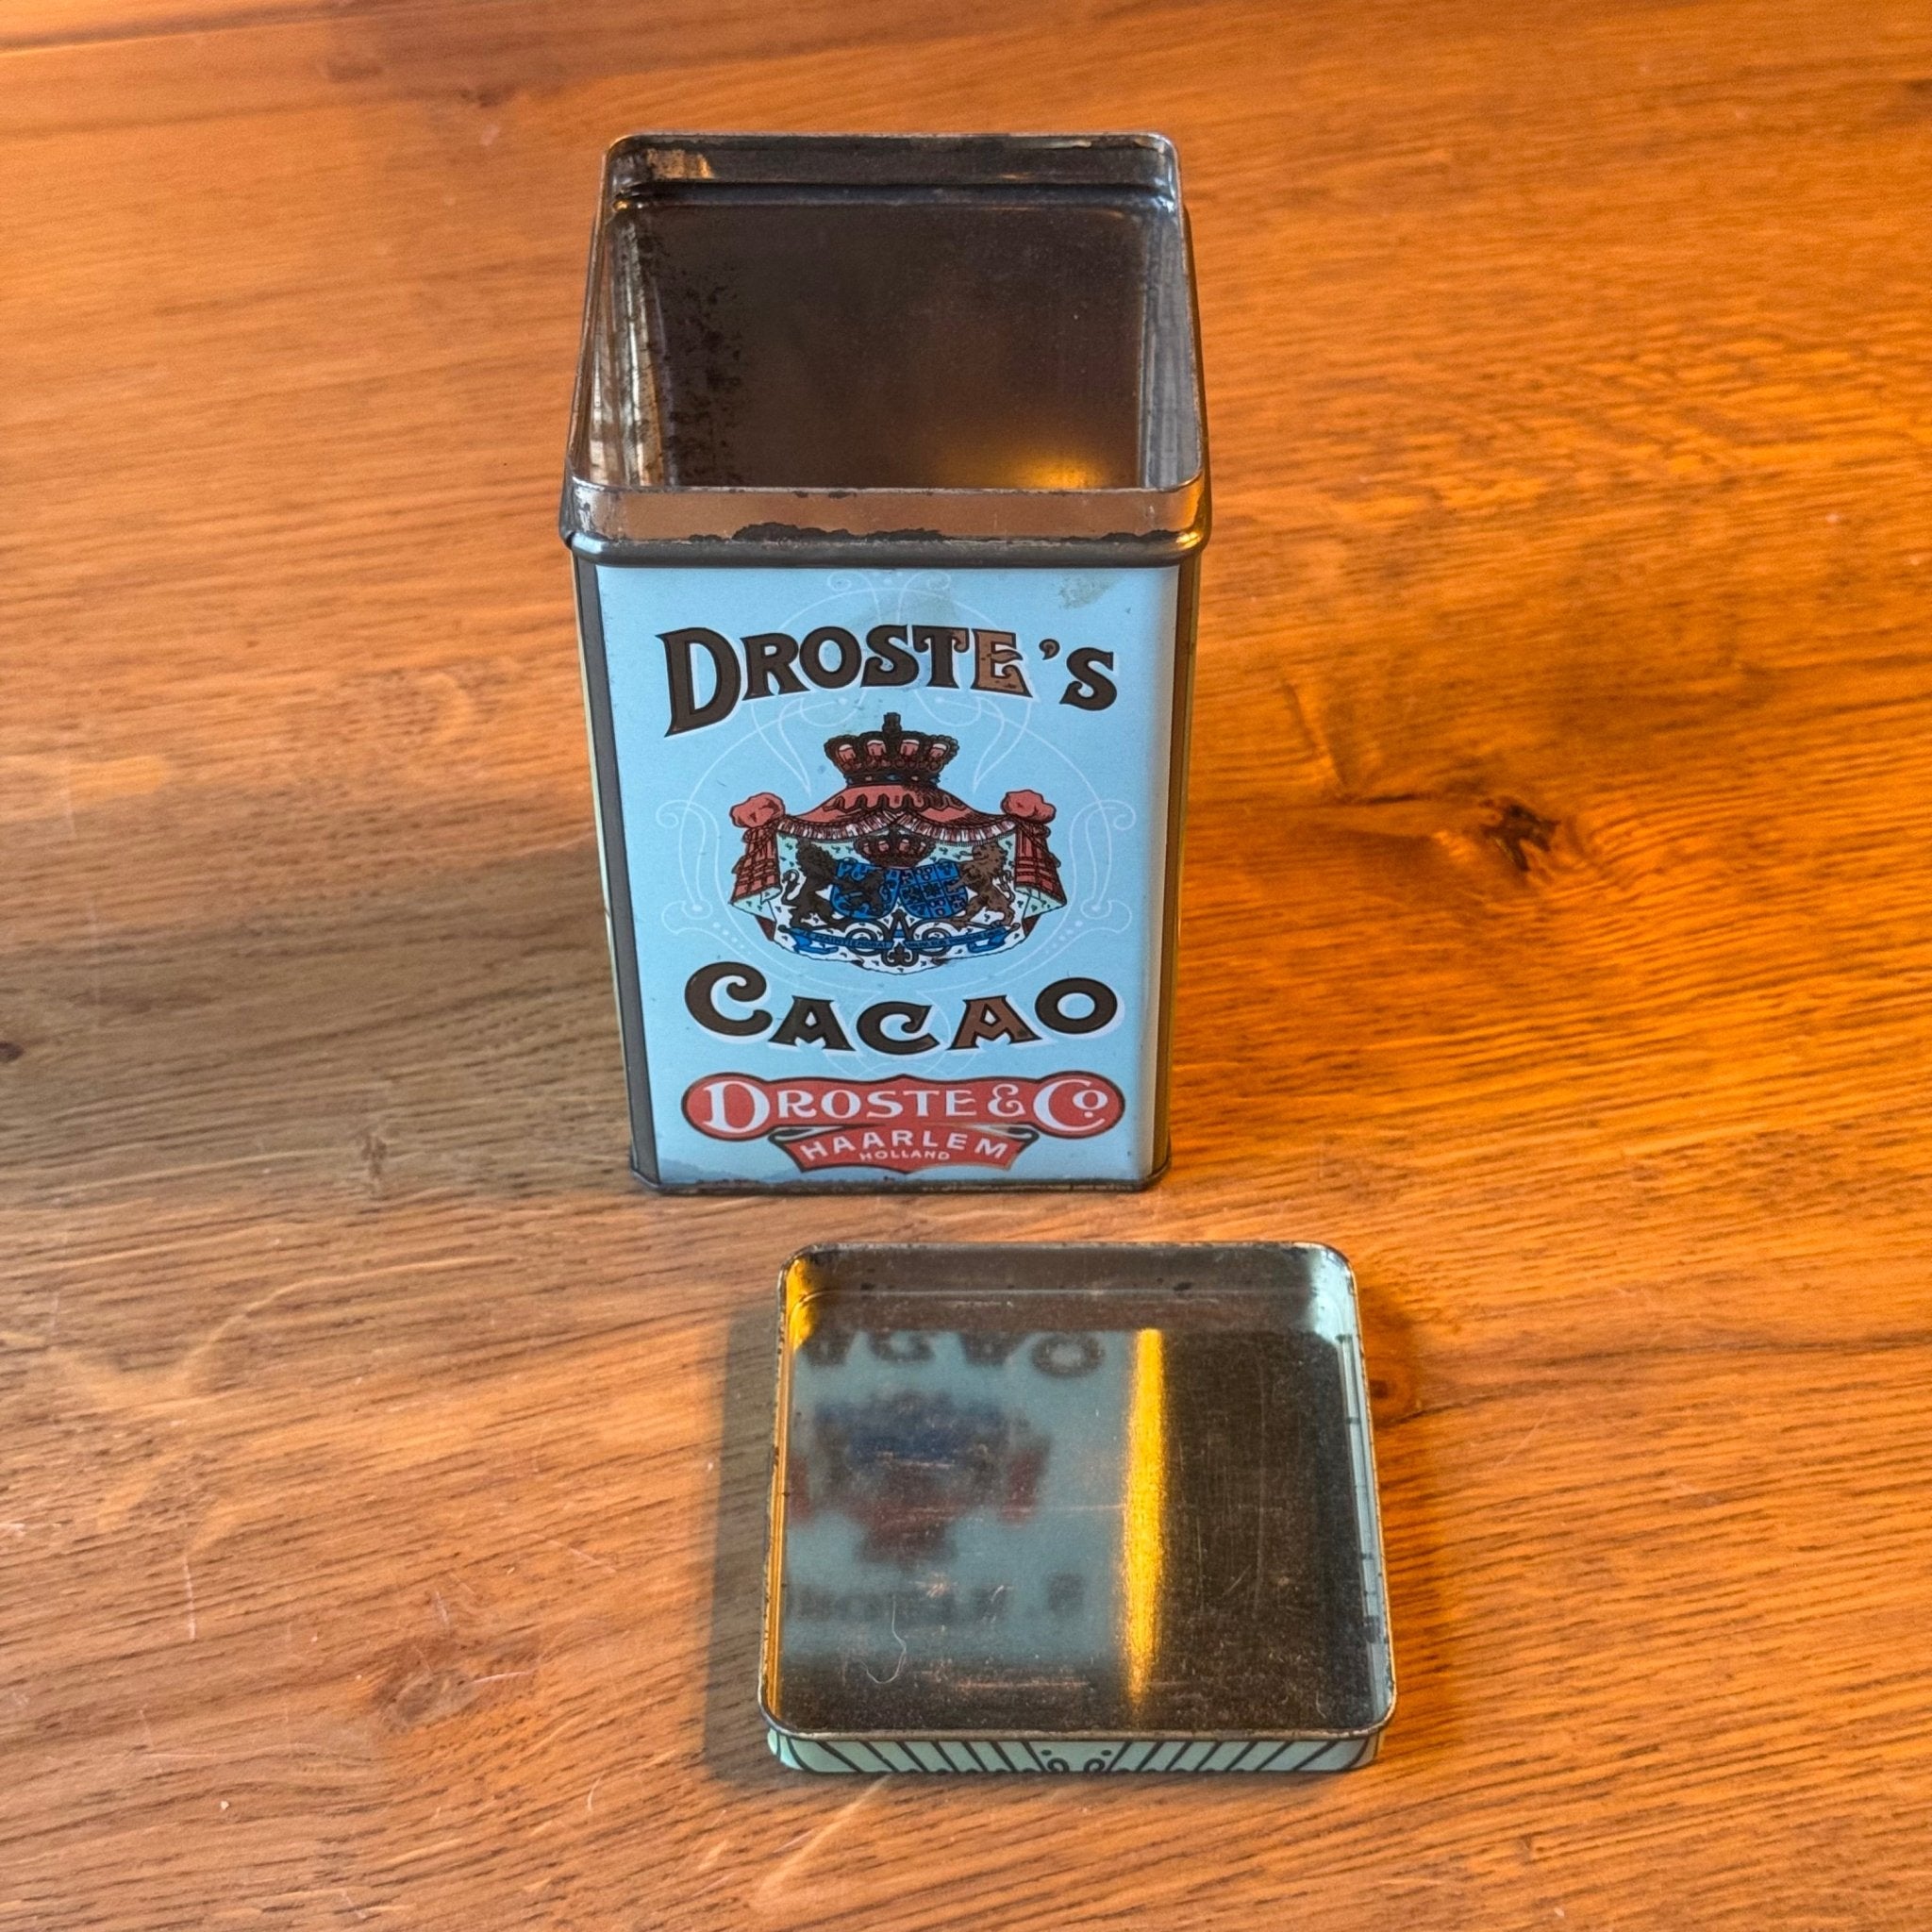 DROSTE'S
CACAO
DROSTE & Co
HAARLEM
HOLLAND